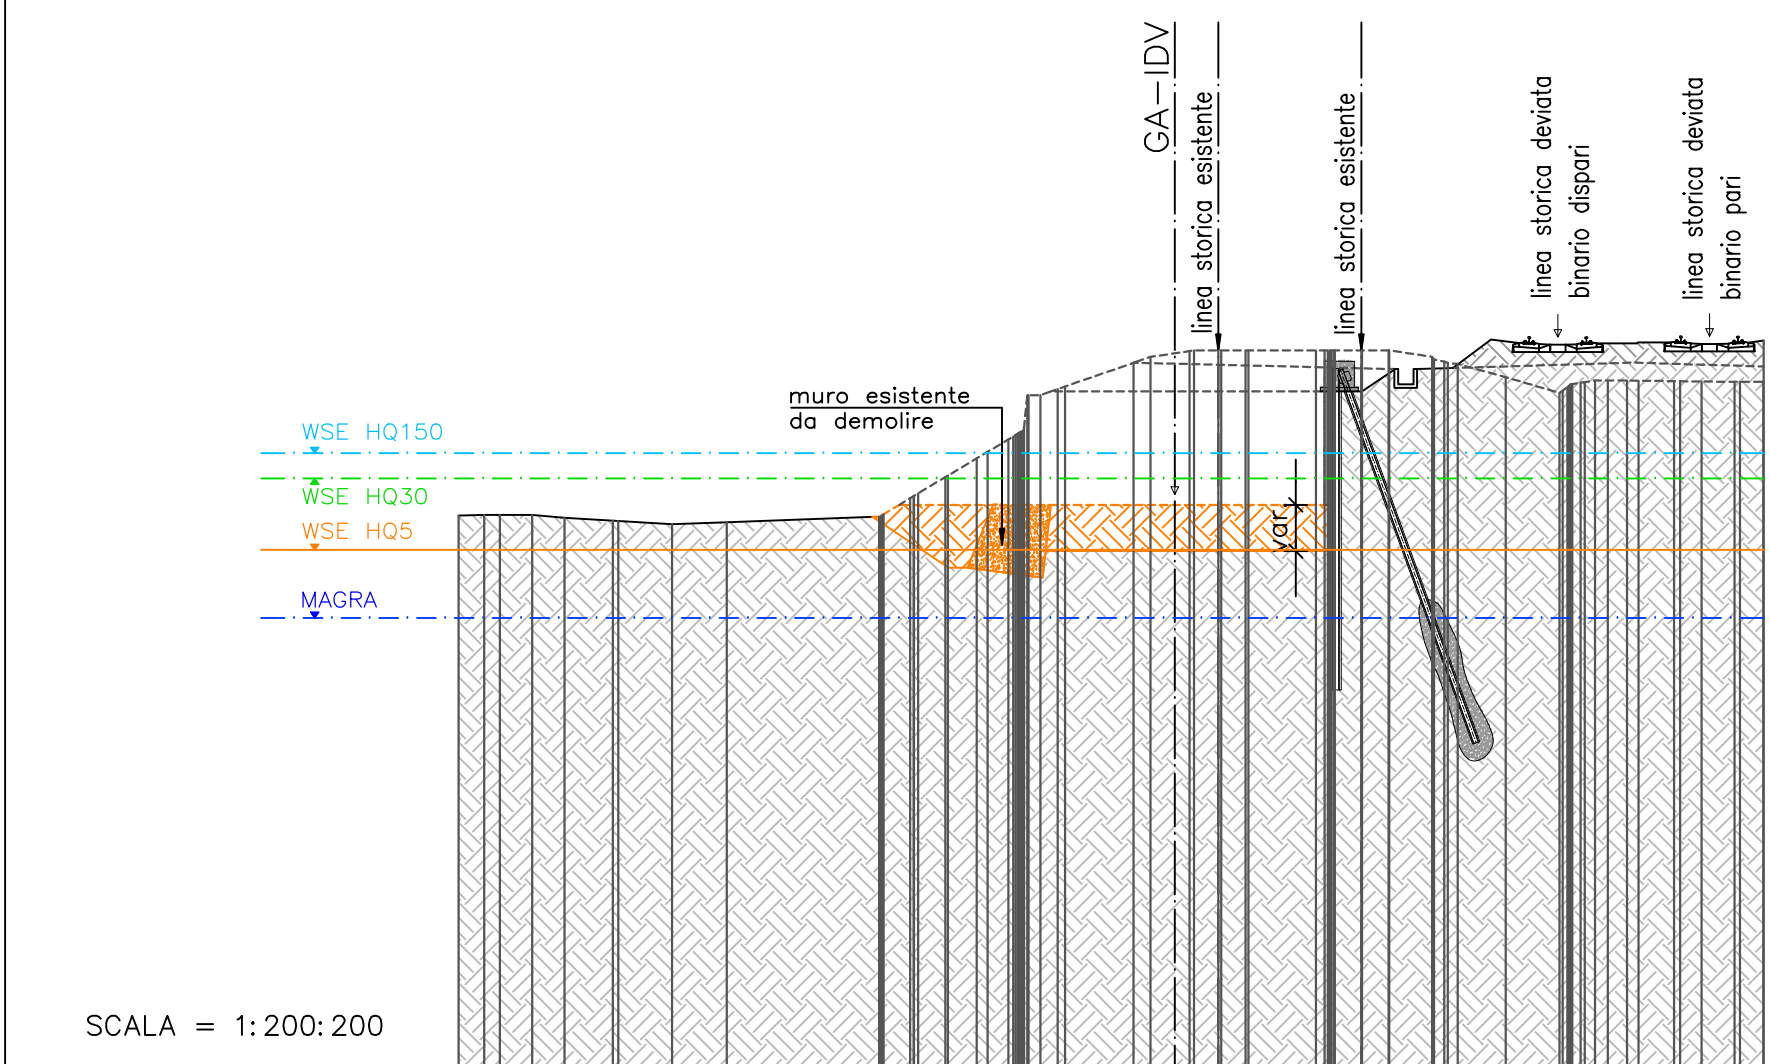 GA-IDV
linea storica esistente
linea storica esistente
linea storica deviata
binario dispari
linea storica deviata
binario pari
muro esistente
da demolire
WSE HQ150
WSE HQ30
WSE HQ5
var
MAGRA
SCALA = 1:200:200